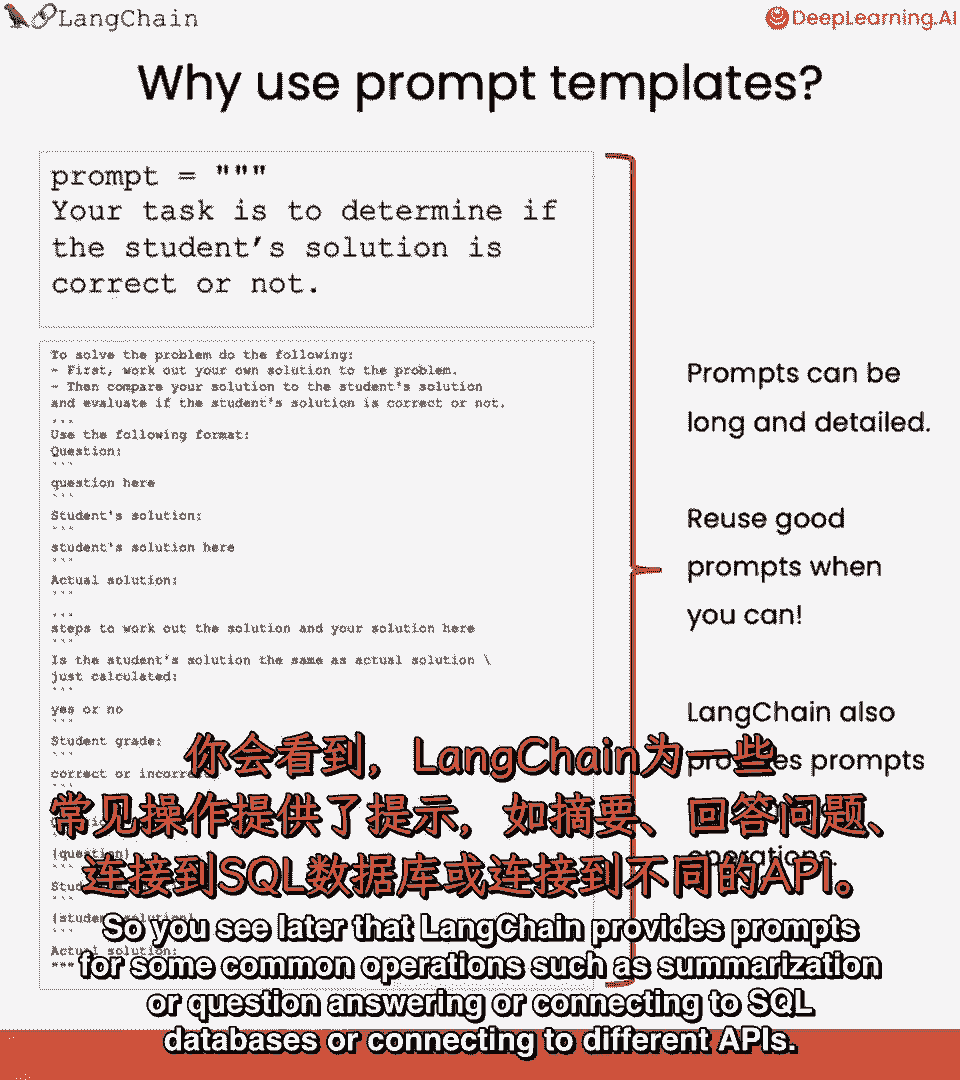 LangChain
DeepLearning.AI
Why use prompt templates?
prompt = """
Your task is to determine if
the student's solution is
correct or not.
To solve the problem do the following:
- First, work out your own solution to the problem.
- Then compare your solution to the student's solution
and evaluate if the student's solution is correct or not.
...
Use the following format:
Question:
```
question here
```
Student's solution:
```
student's solution here
```
Actual solution:
```
...
steps to work out the solution and your solution here
```
Is the student's solution the same as actual solution \
just calculated:
```
yes or no
```
Student grade:
```
correct or
{question}
Actual solution:
"""
Prompts can be
long and detailed.
Reuse good
prompts when
you can!
LangChain also
prompts
operations.
你会看到，LangChain为一些
常见操作提供了提示，如摘要、回答问题、
连接到SQL数据库或连接到不同的API。
So you see later that LangChain provides prompts
for some common operations such as summarization
or question answering or connecting to SQL
databases or connecting to different APIs.